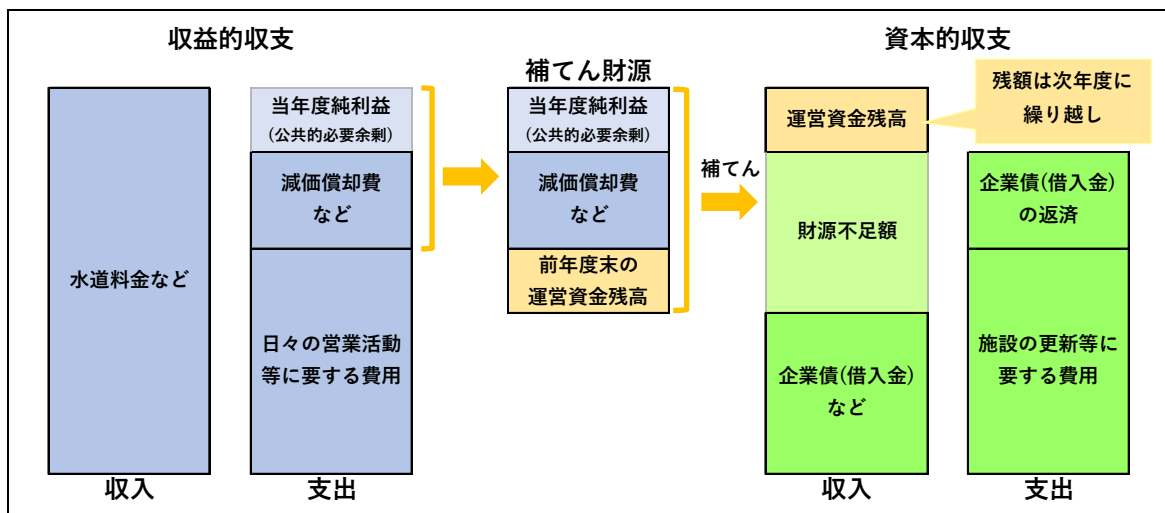 収益的収支
水道料金など
収入
当年度純利益
(公共的必要余剰)
減価償却費
など
日々の営業活動
等に要する費用
支出
補てん財源
当年度純利益
(公共的必要余剰)
減価償却費
など
前年度末の
運営資金残高
補てん
資本的収支
運営資金残高
残額は次年度に
繰り越し
財源不足額
企業債(借入金)
など
収入
企業債(借入金)
の返済
施設の更新等に
要する費用
支出